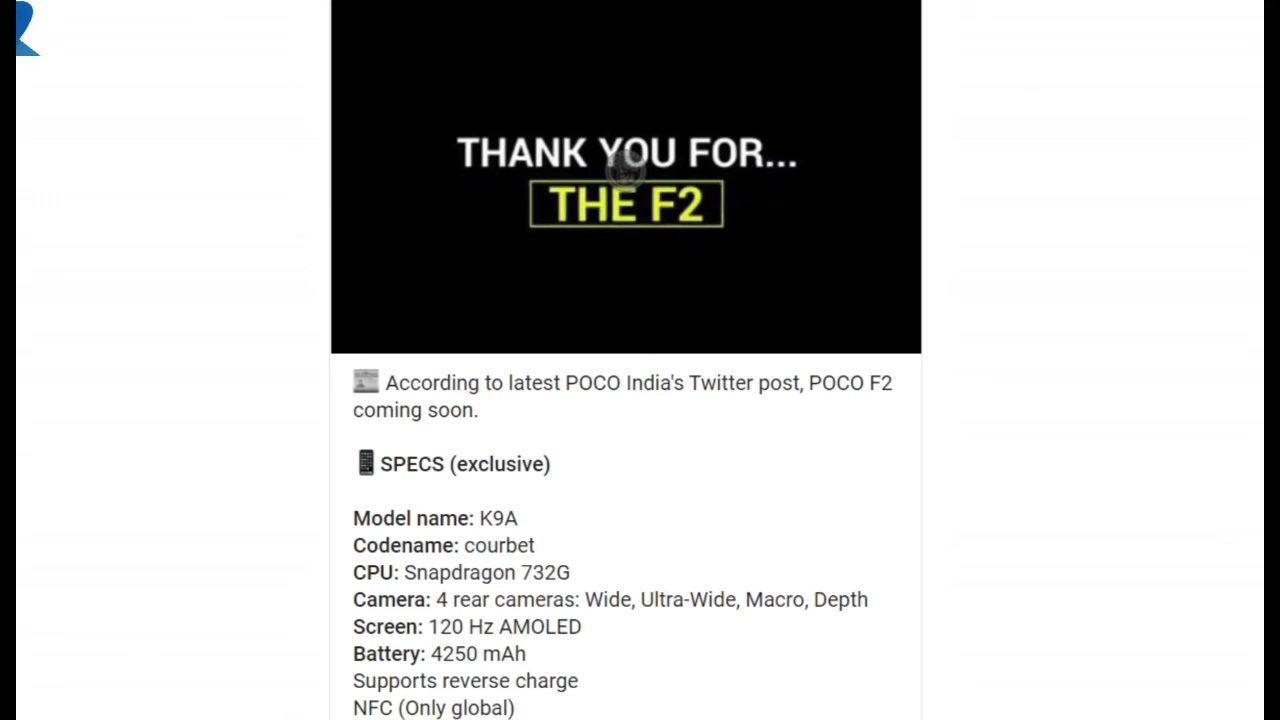 THANK YOU FOR...
THE F2
According to latest POCO India's Twitter post, POCO F2
coming soon.
SPECS (exclusive)
Model name: K9A
Codename: courbet
CPU: Snapdragon 732G
Camera: 4 rear cameras: Wide, Ultra-Wide, Macro, Depth
Screen: 120 Hz AMOLED
Battery: 4250 mAh
Supports reverse charge
NFC (Only global)